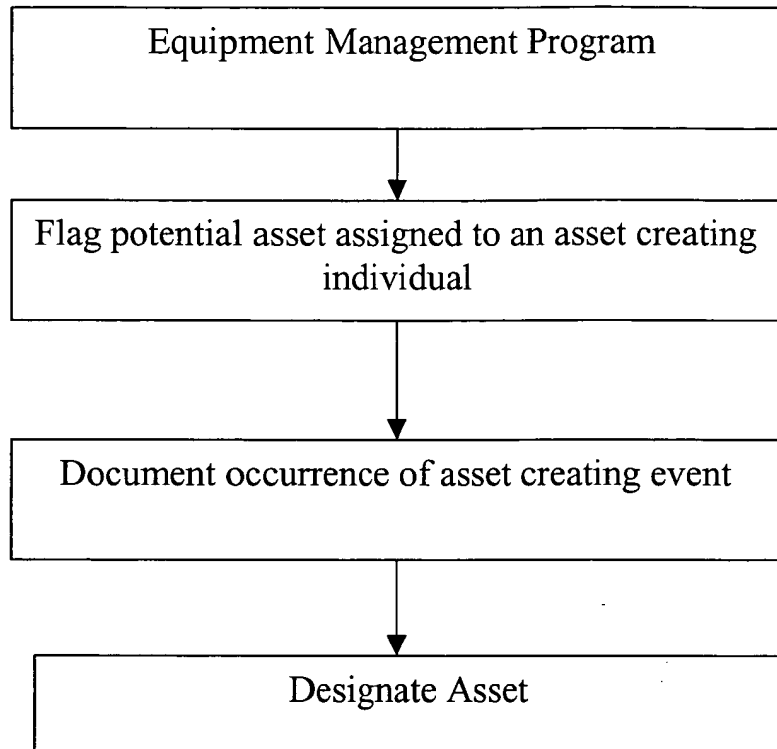 Equipment Management Program
Flag potential asset assigned to an asset creating
individual
Document occurrence of asset creating event
Designate Asset